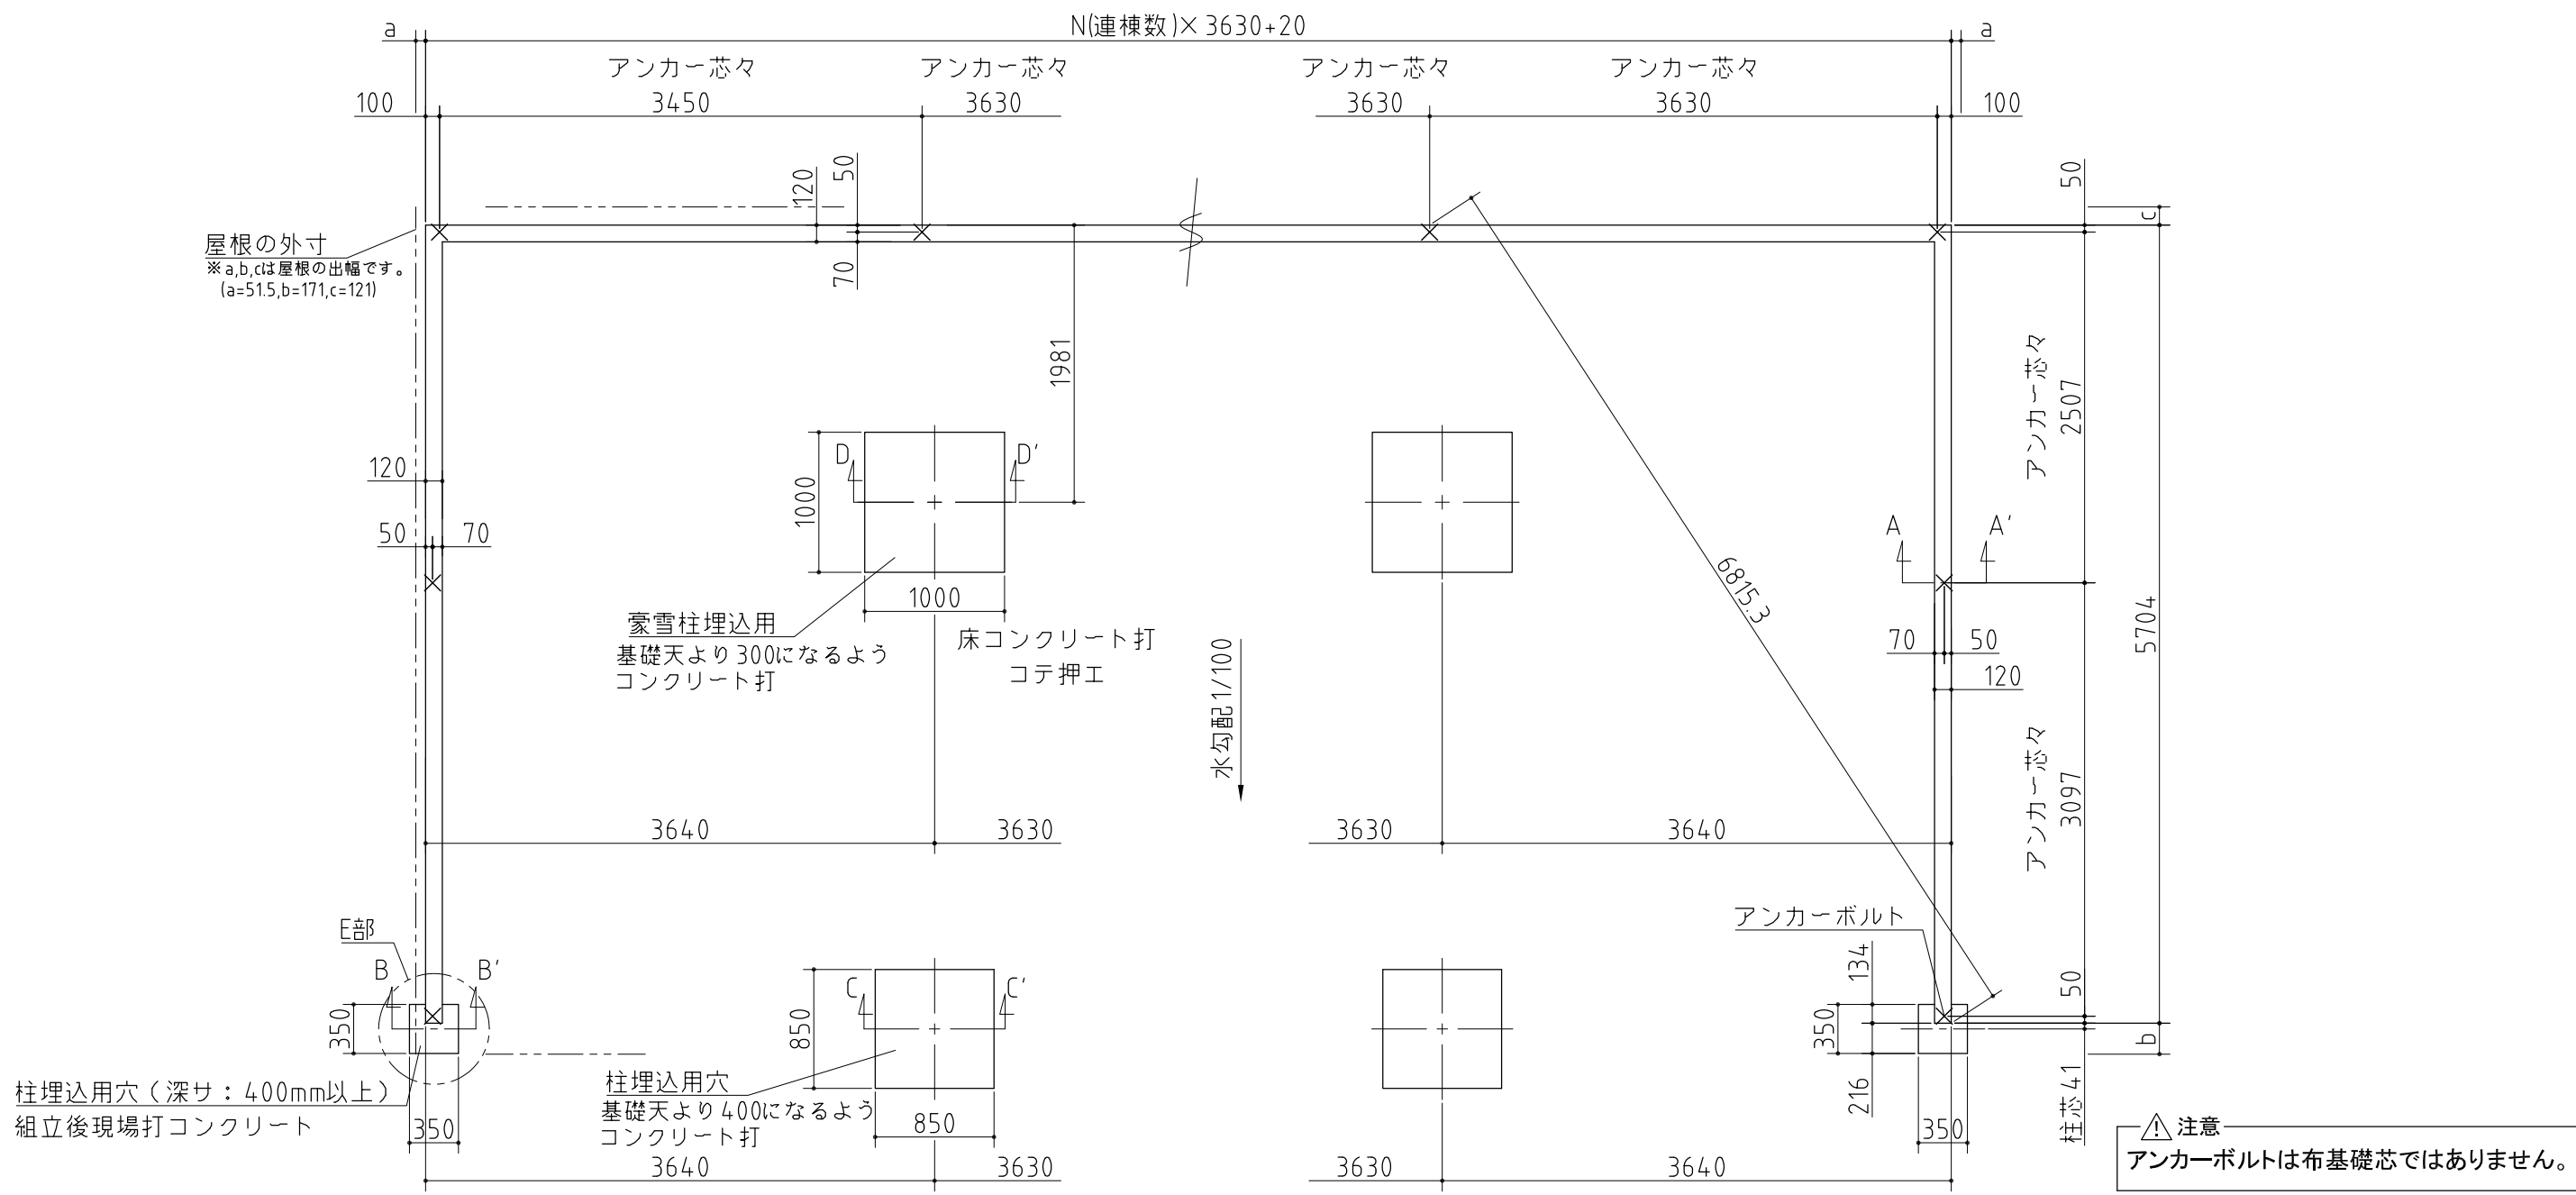 a
N(連棟数)×3630+20
a
アンカー芯々
アンカー芯々
アンカー芯々
アンカー芯々
100
3450
3630
3630
3630
100
120
50
70
50
c
屋根の外寸
※a,b,cは屋根の出幅です。
(a=51.5,b=171,c=121)
1981
アンカー芯々
2507
120
50
70
D
D'
1000
1000
A
A'
6815.3
豪雪柱埋込用
基礎天より300になるよう
コンクリート打
床コンクリート打
コテ押エ
水勾配1/100
70
50
120
5704
アンカー芯々
3097
3640
3630
3630
3640
E部
B
B'
350
C
C'
850
アンカーボルト
134
350
216
50
b
柱芯41
柱埋込用穴(深サ:400mm以上)
組立後現場打コンクリート
350
柱埋込用穴
基礎天より400になるよう
コンクリート打
850
350
3640
3630
3630
3640
注意
アンカーボルトは布基礎芯ではありません。